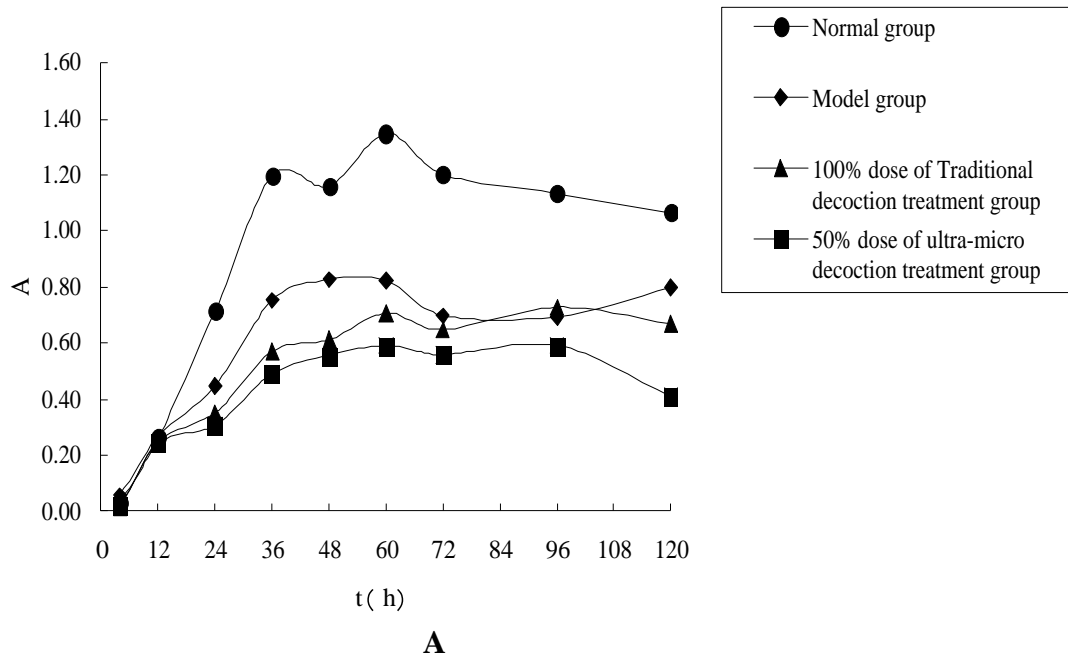 Normal group
Model group
100% dose of Traditional
decoction treatment group
50% dose of ultra-micro
decoction treatment group
1.60
1.40
1.20
1.00
0.80
0.60
0.40
0.20
0.00
A
0 12 24 36 48 60 72 84 96 108 120
t( h)
A